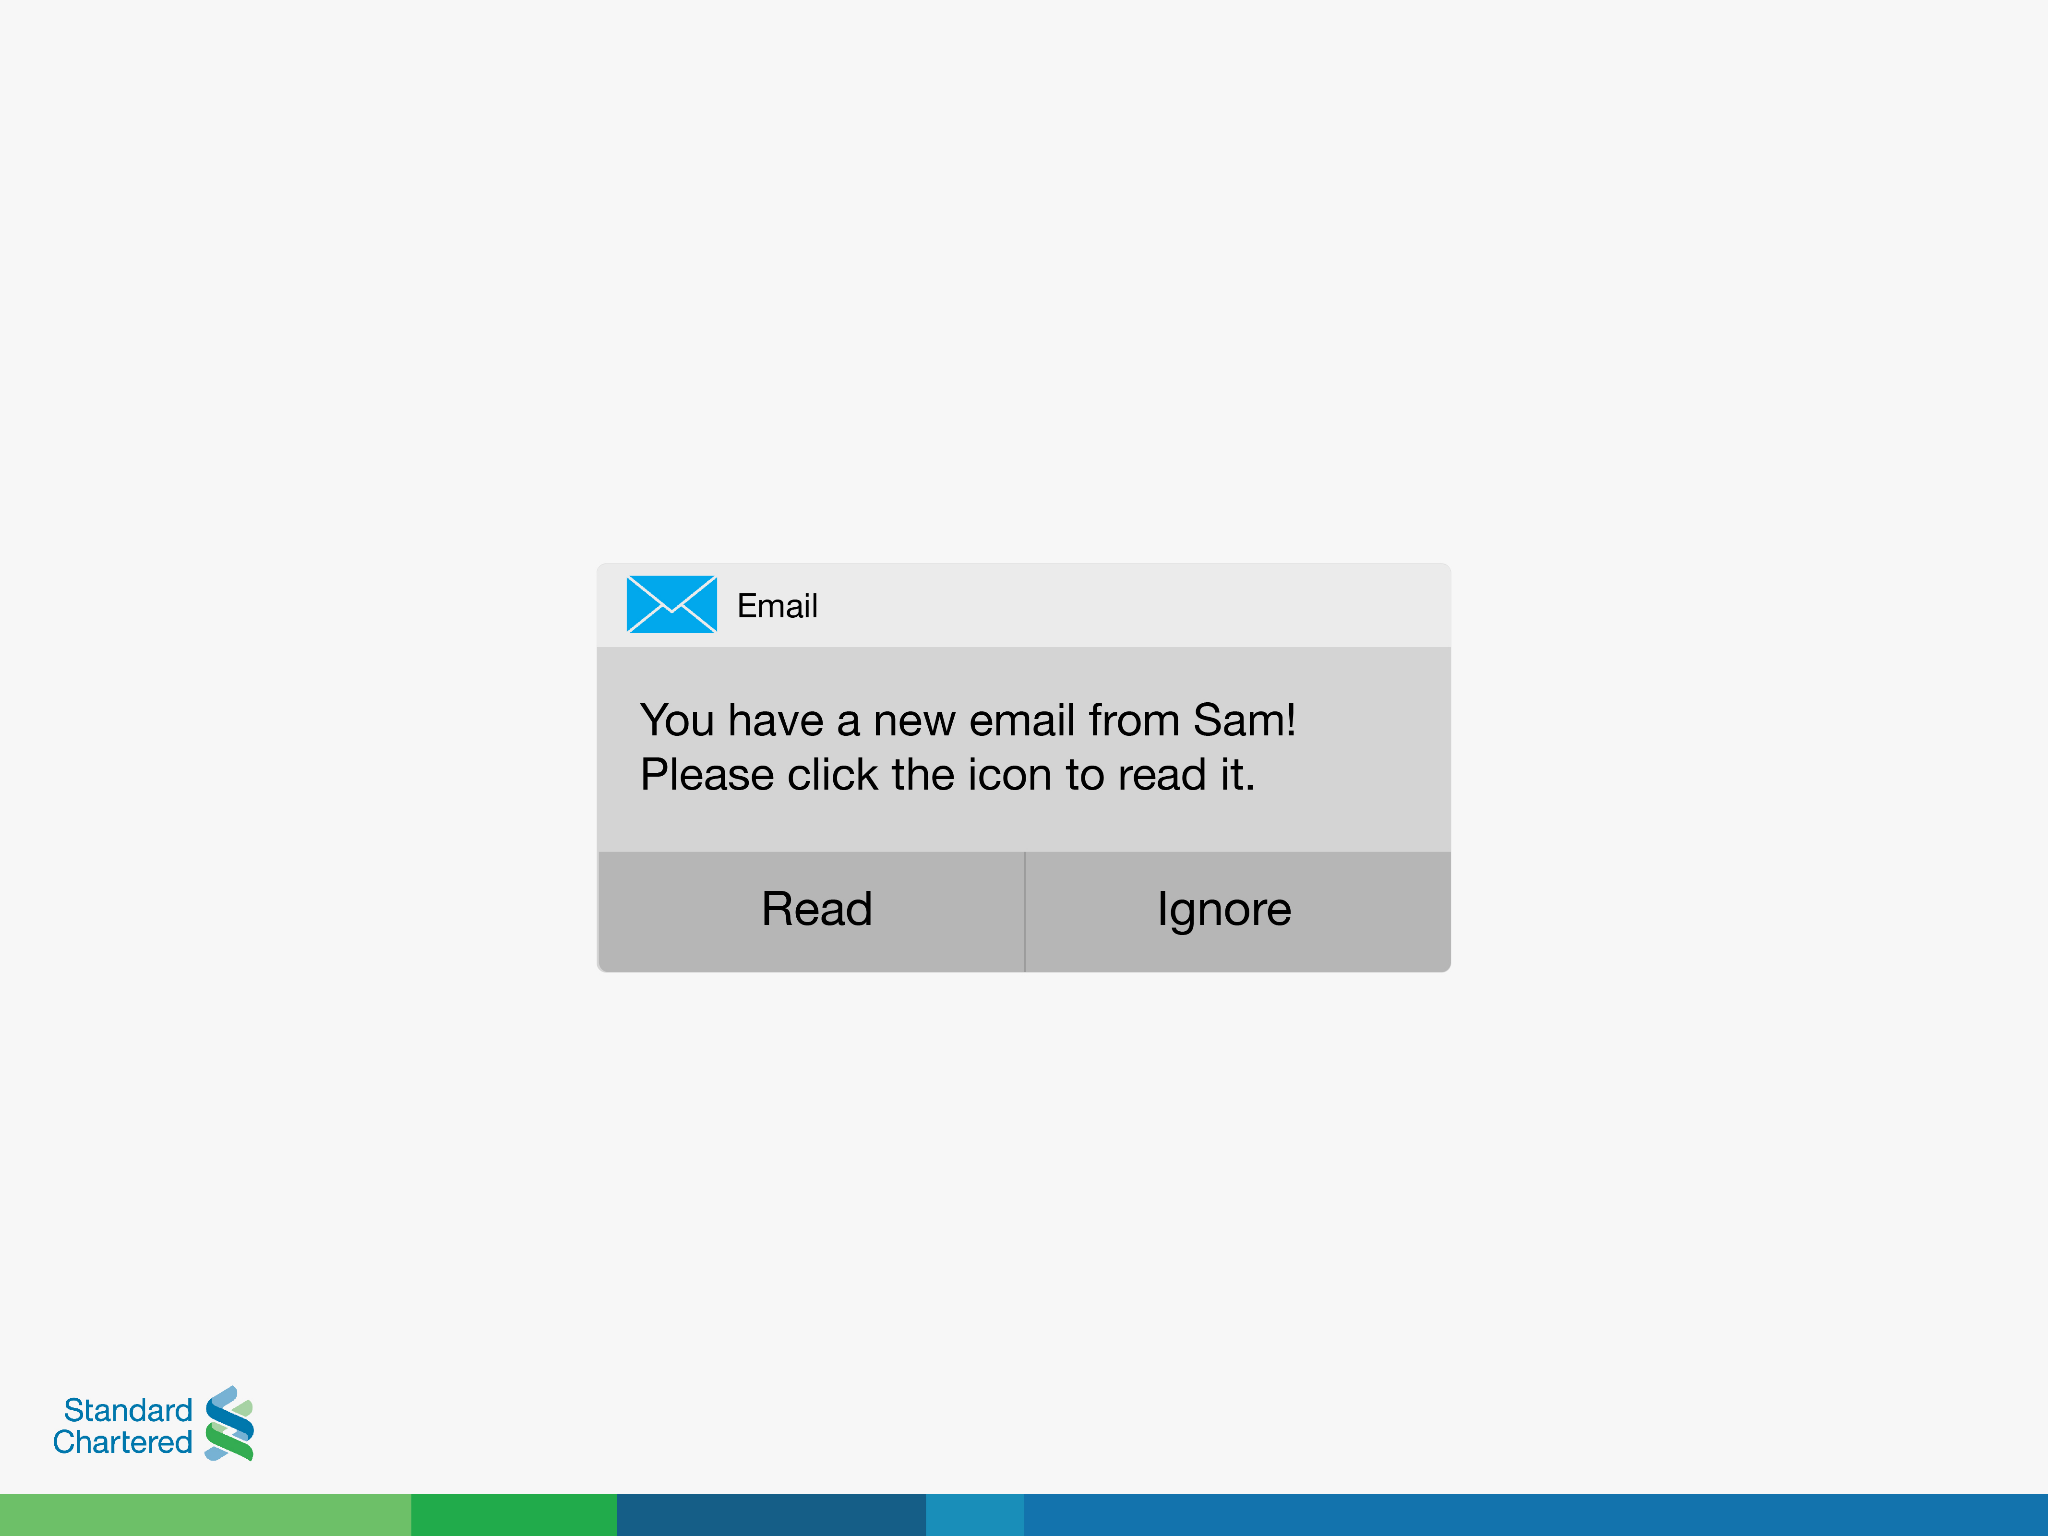 Email
You have a new email from Sam!
Please click the icon to read it.
Read
Ignore
Standard
Chartered